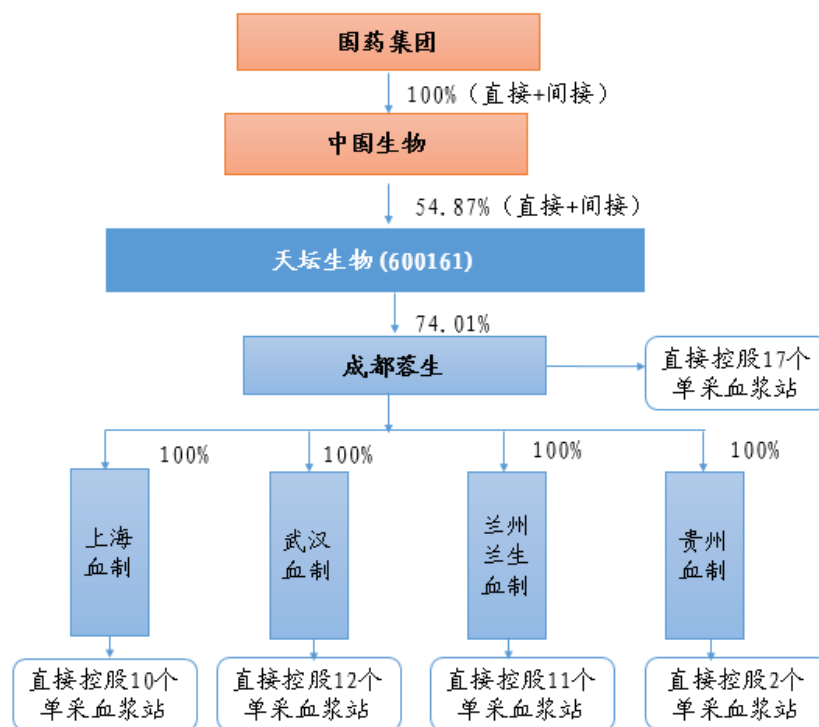 国药集团
100%（直接+间接）
中国生物
54.87%（直接+间接）
天坛生物(600161)
74.01%
成都蓉生
直接控股17个
单采血浆站
100%
100%
100%
100%
上海
血制
武汉
血制
兰州
兰生
血制
贵州
血制
直接控股10个
单采血浆站
直接控股12个
单采血浆站
直接控股11个
单采血浆站
直接控股2个
单采血浆站